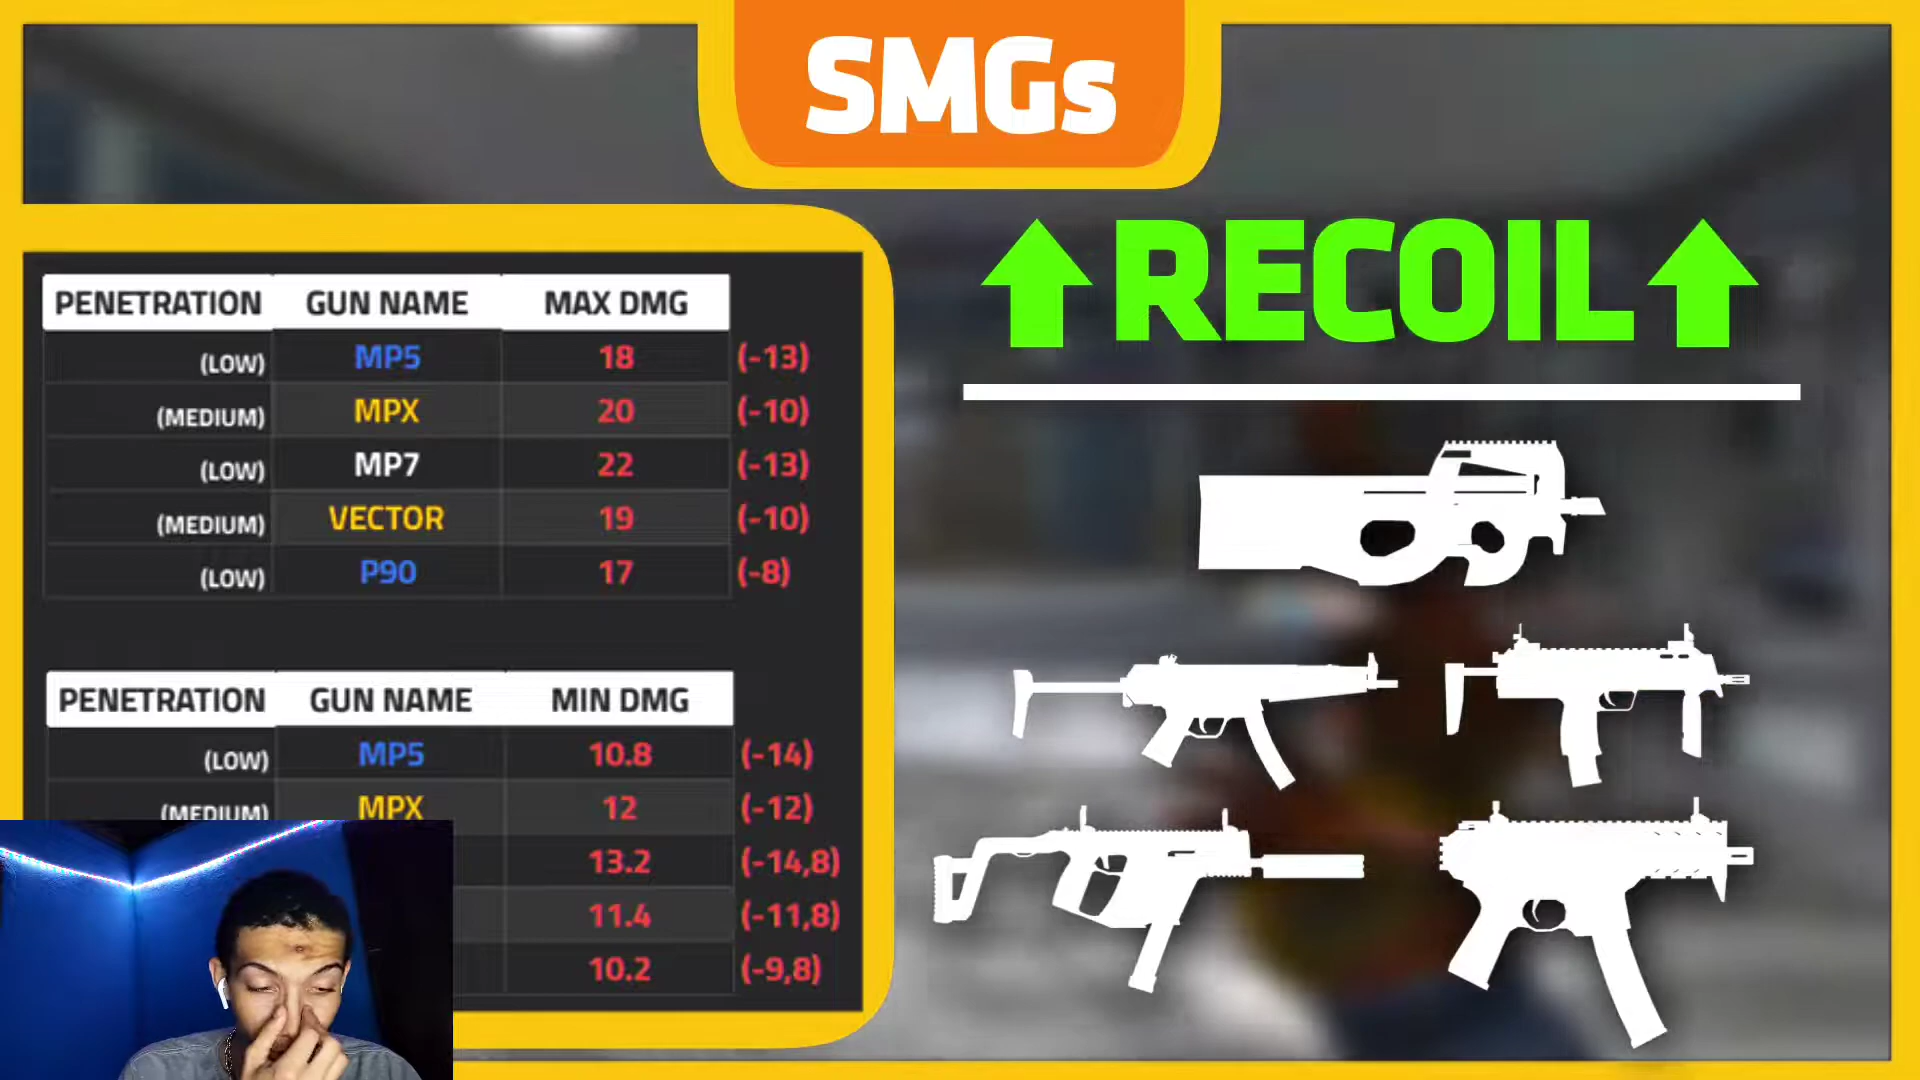 SMGs
PENETRATION GUN NAME MAX DMG
(LOW) MP5 18 (-13)
(MEDIUM) MPX 20 (-10)
(LOW) MP7 22 (-13)
(MEDIUM) VECTOR 19 (-10)
(LOW) P90 17 (-8)
PENETRATION GUN NAME MIN DMG
(LOW) MP5 10.8 (-14)
(MEDIUM) MPX 12 (-12)
13.2 (-14,8)
11.4 (-11,8)
10.2 (-9,8)
RECOIL